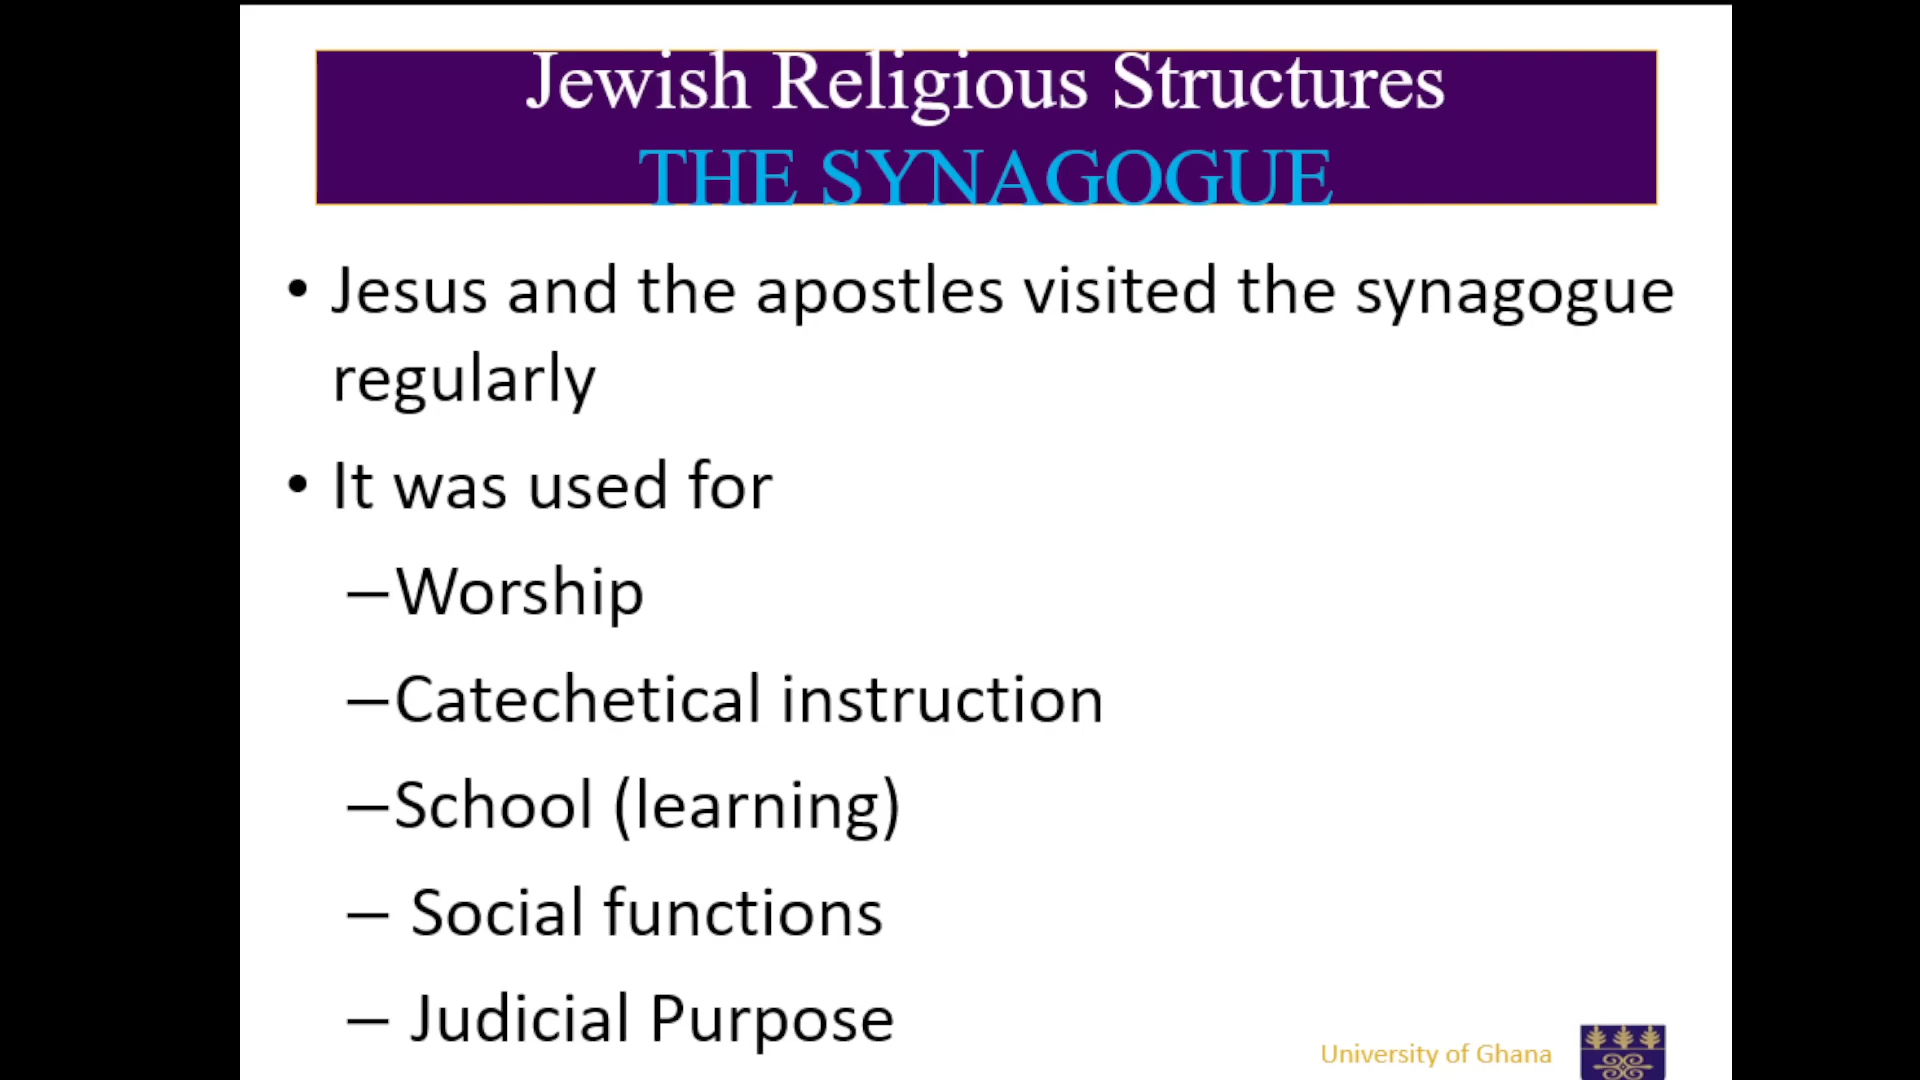 Jewish Religious Structures
THE SYNAGOGUE
• Jesus and the apostles visited the synagogue
regularly
• It was used for
–Worship
–Catechetical instruction
–School (learning)
– Social functions
– Judicial Purpose
University of Ghana